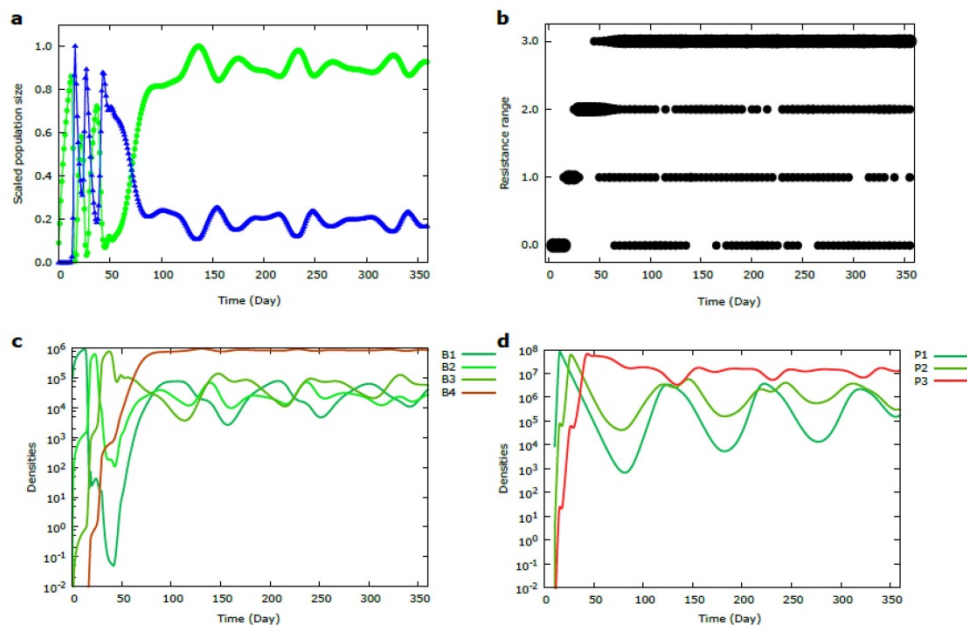 a
Scaled population size
1.0
0.8
0.6
0.4
0.2
0.0
0 50 100 150 200 250 300 350
Time (Day)
b
Resistance range
3.0
2.0
1.0
0.0
0 50 100 150 200 250 300 350
Time (Day)
c
Densities
10^6
10^5
10^4
10^3
10^2
10^1
10^0
10^-1
10^-2
0 50 100 150 200 250 300 350
Time (Day)
B1
B2
B3
B4
d
Densities
10^8
10^7
10^6
10^5
10^4
10^3
10^2
10^1
10^0
10^-1
10^-2
0 50 100 150 200 250 300 350
Time (Day)
P1
P2
P3